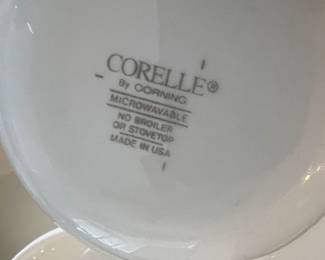 CORELLE®
By CORNING
MICROWAVABLE
NO BROILER
OR STOVETOP
MADE IN USA